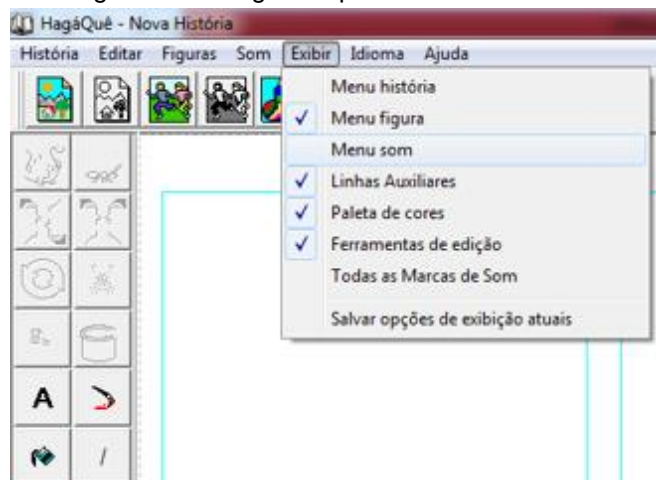 HagáQuê - Nova História
História Editar Figuras Som Exibir Idioma Ajuda
Menu história
Menu figura
Menu som
Linhas Auxiliares
Paleta de cores
Ferramentas de edição
Todas as Marcas de Som
Salvar opções de exibição atuais
A